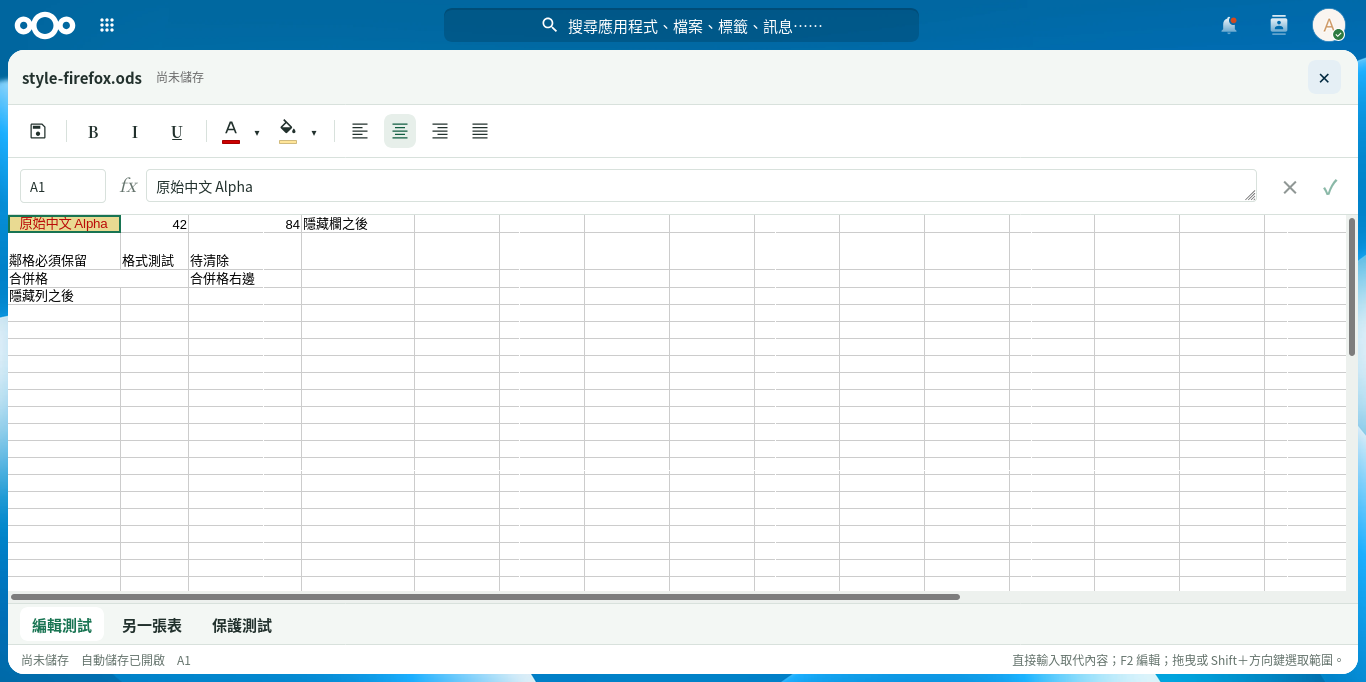 搜尋應用程式、檔案、標籤、訊息……
A
style-firefox.ods 尚未儲存
B I U A
A1 fx 原始中文 Alpha
原始中文 Alpha 42 84 隱藏欄之後
鄰格必須保留 格式測試 待清除
合併格 合併格右邊
隱藏列之後
編輯測試 另一張表 保護測試
尚未儲存 自動儲存已開啟 A1 直接輸入取代內容；F2 編輯；拖曳或 Shift＋方向鍵選取範圍。